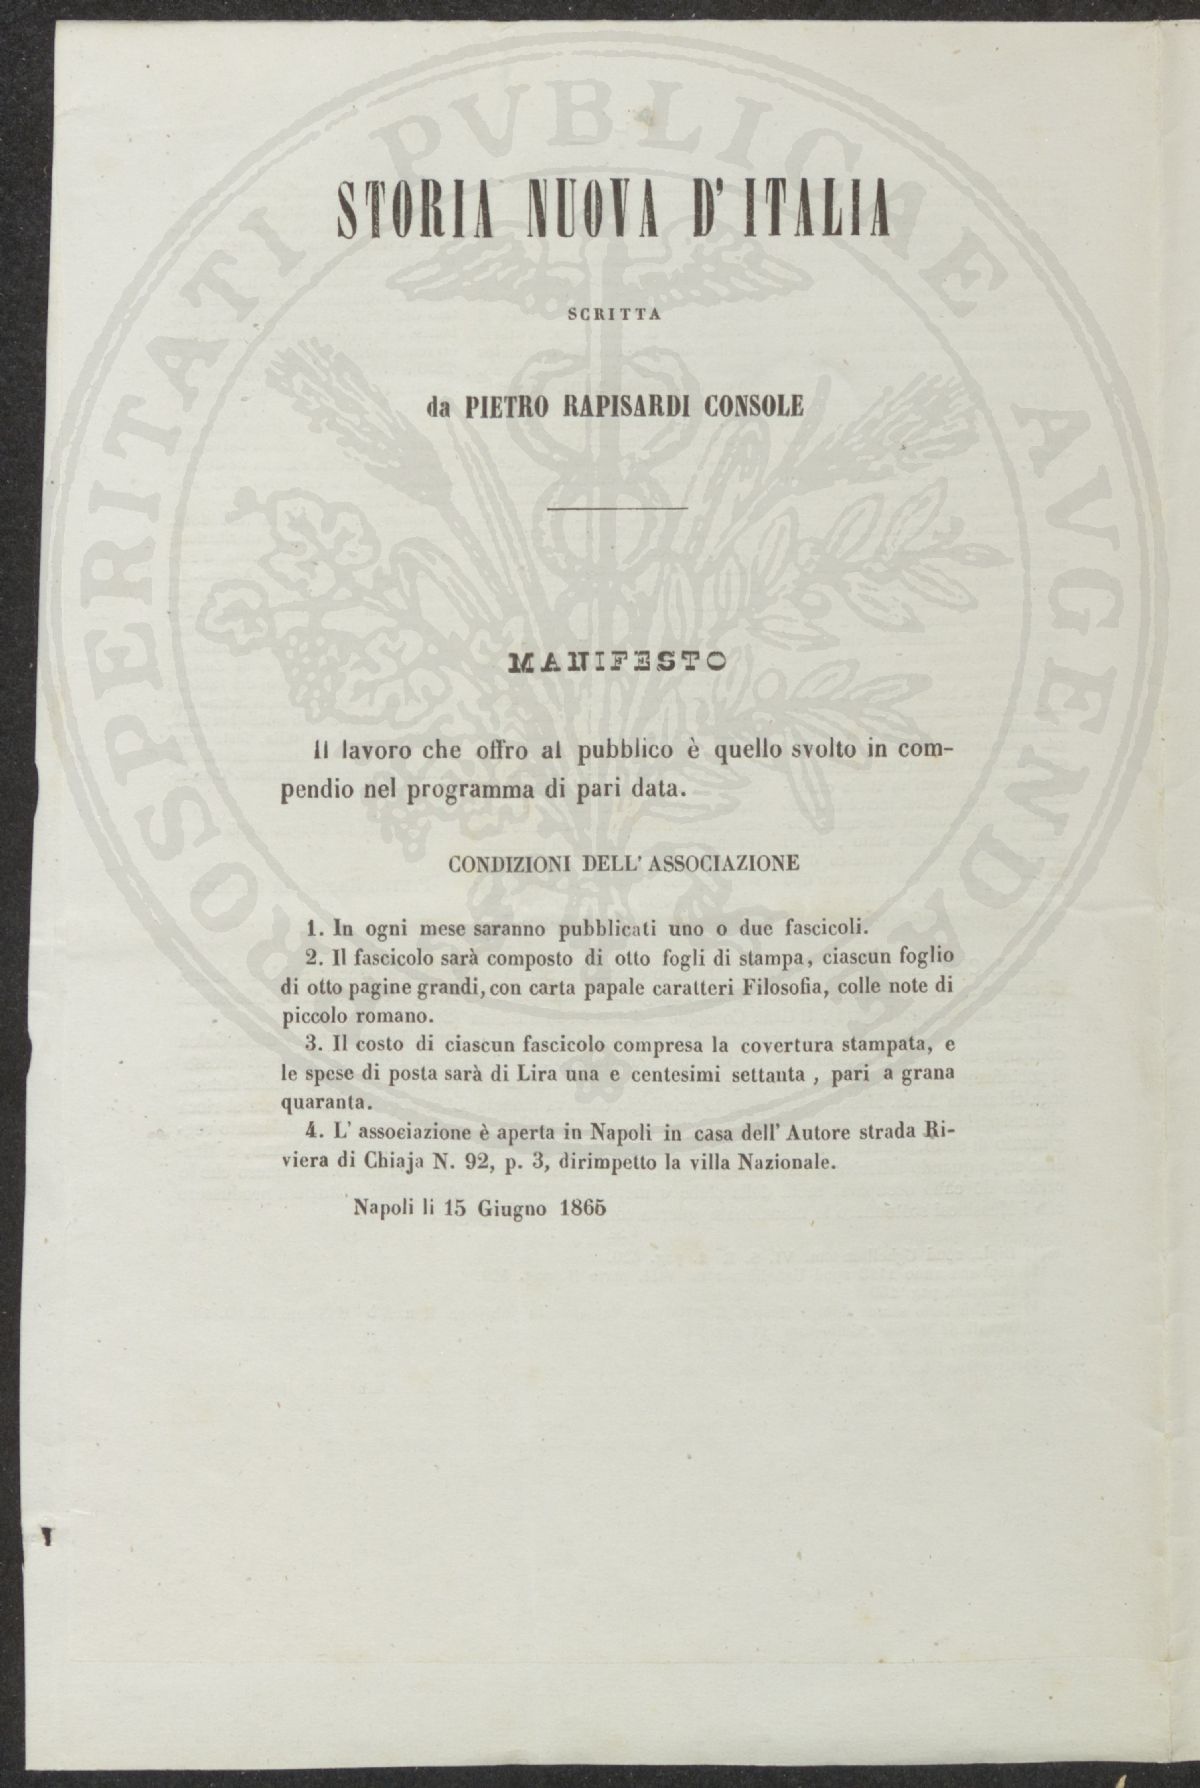 STORIA NUOVA D'ITALIA
SCRITTA
da PIETRO RAPISARDI CONSOLE
MANIFESTO
Il lavoro che offro al pubblico è quello svolto in com-
pendio nel programma di pari data.
CONDIZIONI DELL' ASSOCIAZIONE
1. In ogni mese saranno pubblicati uno o due fascicoli.
2. Il fascicolo sarà composto di otto fogli di stampa, ciascun foglio
di otto pagine grandi, con carta papale caratteri Filosofia, colle note di
piccolo romano.
3. Il costo di ciascun fascicolo compresa la covertura stampata, e
le spese di posta sarà di Lira una e centesimi settanta , pari a grana
quaranta.
4. L' associazione è aperta in Napoli in casa dell' Autore strada Ri-
viera di Chiaja N. 92, p. 3, dirimpetto la villa Nazionale.
Napoli li 15 Giugno 1865
PROSPERITATI PVBLICAE AVGENDAE